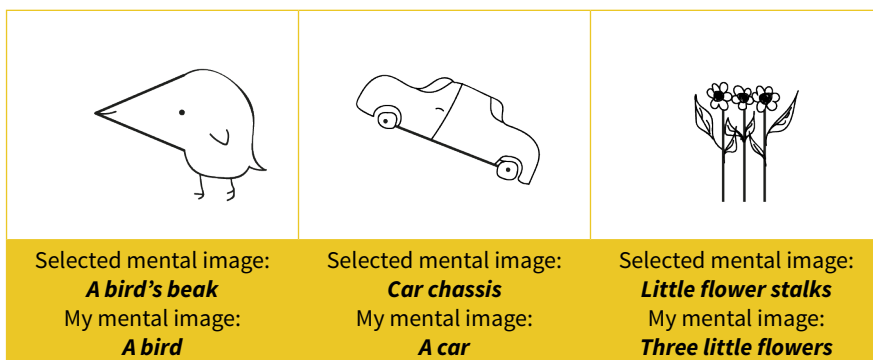 Selected mental image:
A bird's beak
My mental image:
A bird
Selected mental image:
Car chassis
My mental image:
A car
Selected mental image:
Little flower stalks
My mental image:
Three little flowers